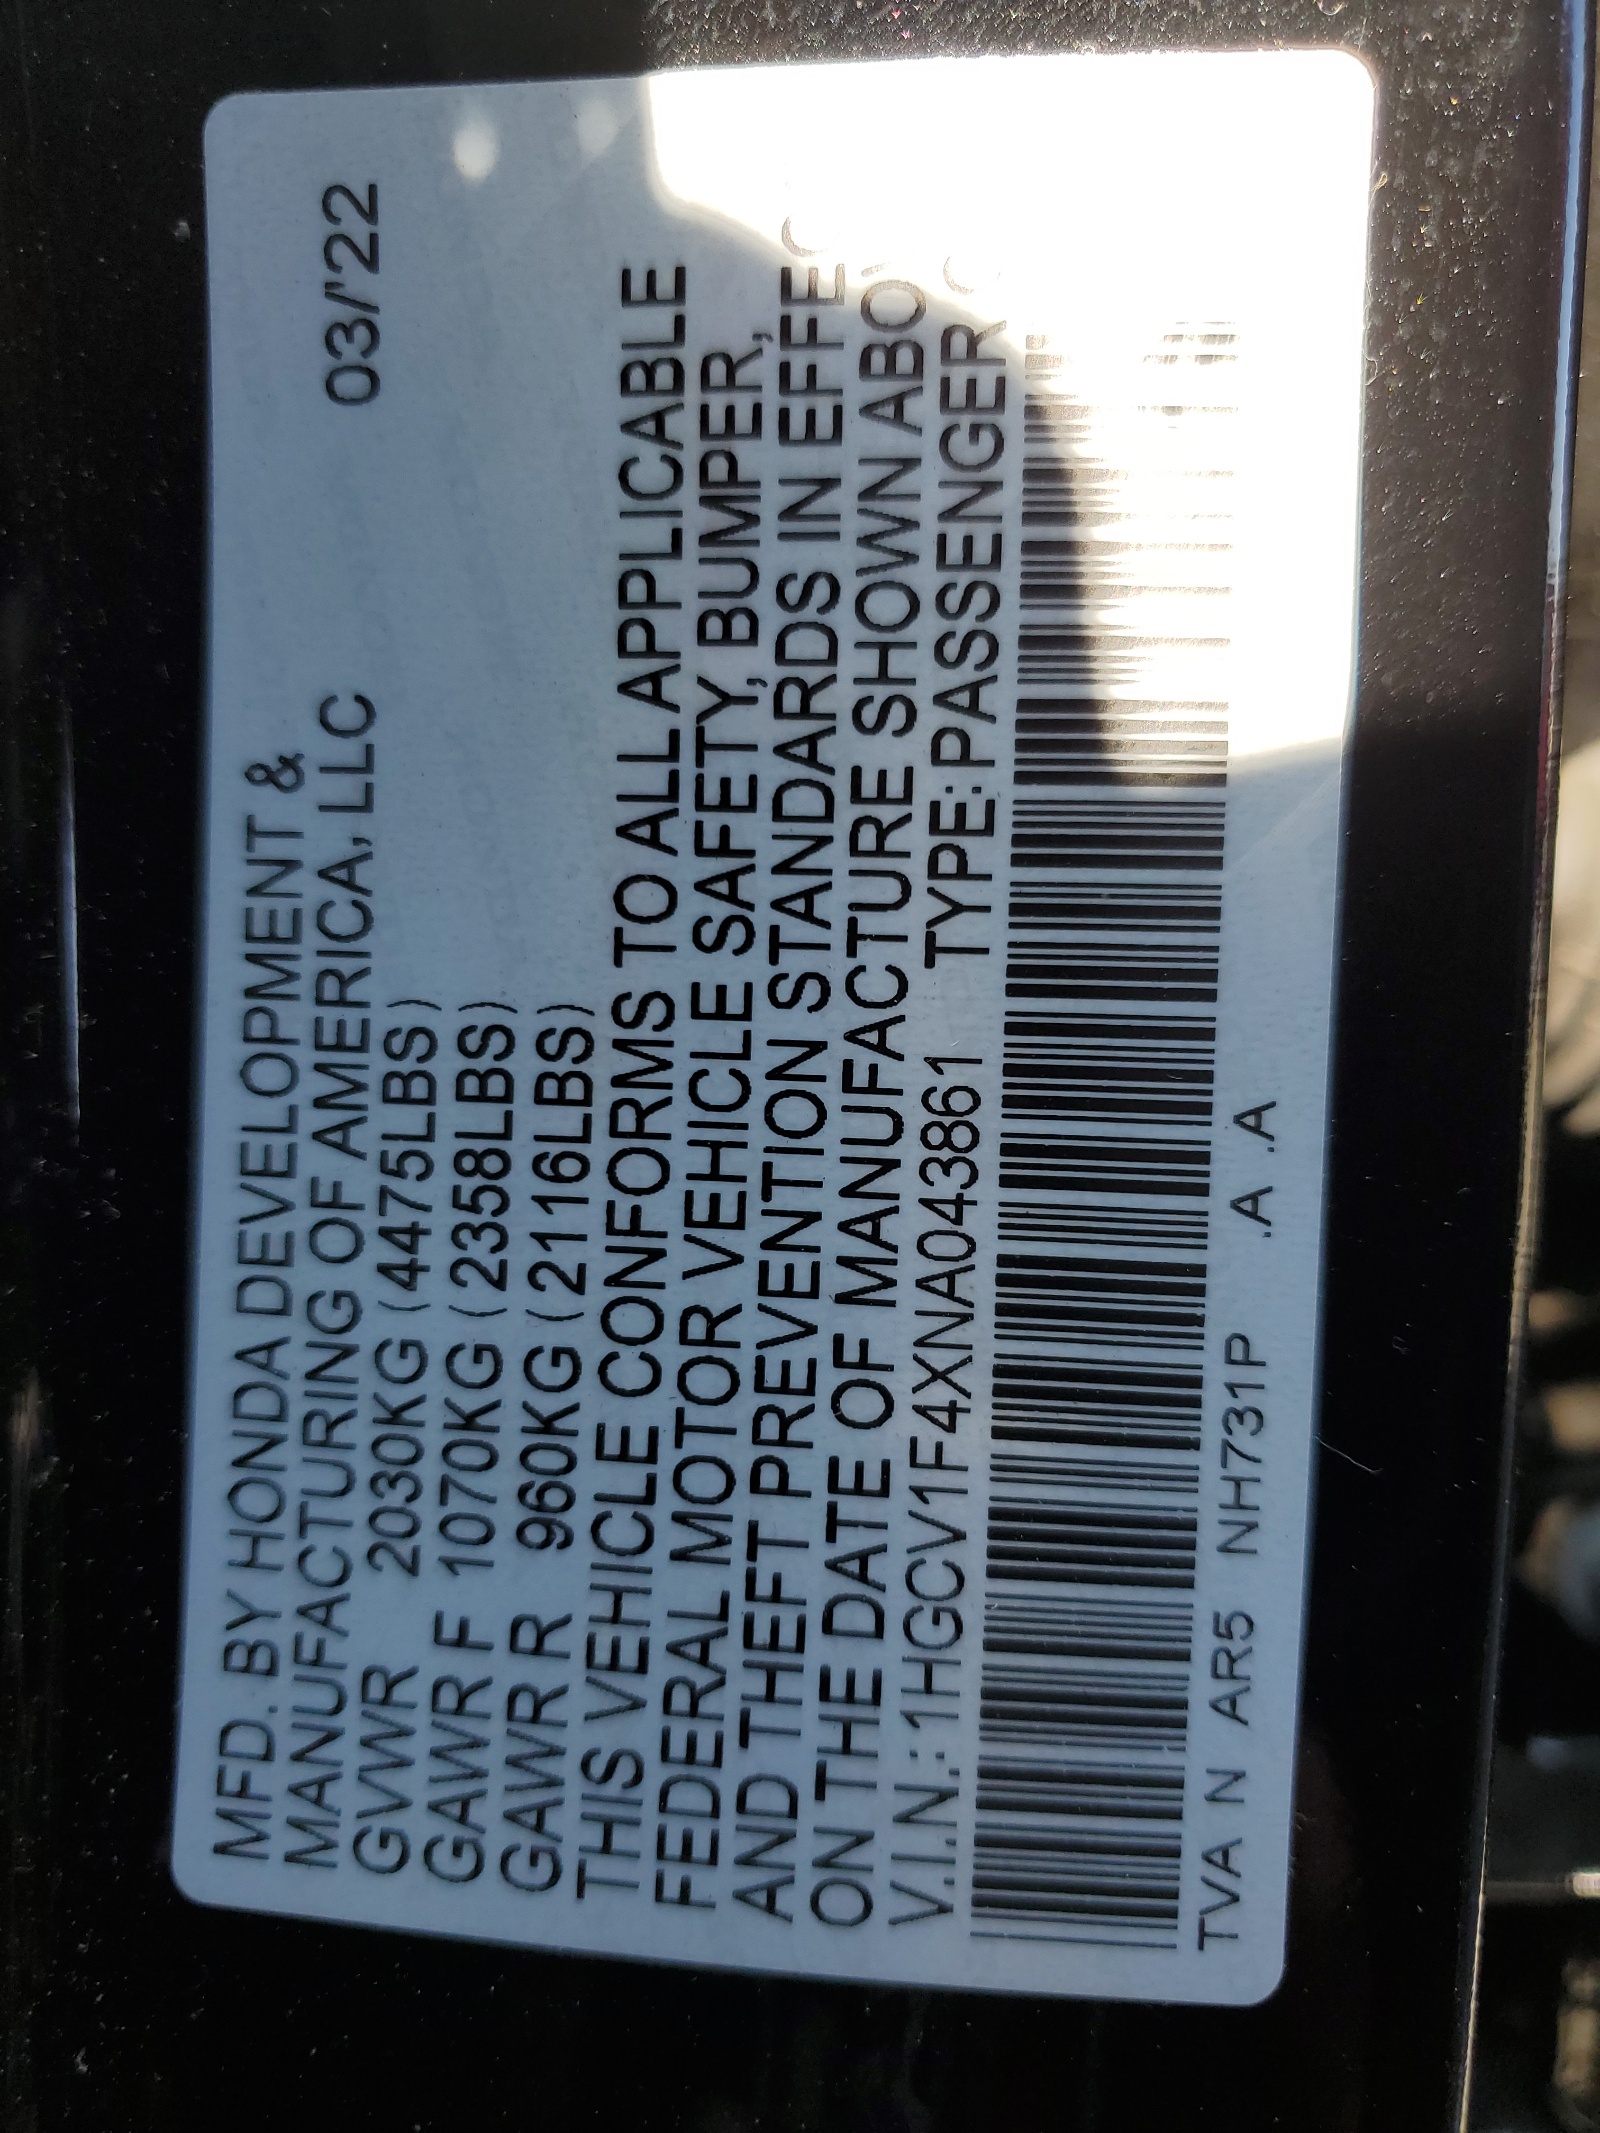 MFD. BY HONDA DEVELOPMENT &
MANUFACTURING OF AMERICA, LLC 03/'22
GVWR 2030KG (4475LBS)
GAWR F 1070KG (2358LBS)
GAWR R 960KG (2116LBS)
THIS VEHICLE CONFORMS TO ALL APPLICABLE
FEDERAL MOTOR VEHICLE SAFETY, BUMPER,
AND THEFT PREVENTION STANDARDS IN EFFEC
ON THE DATE OF MANUFACTURE SHOWN ABO
V.I.N.: 1HGCV1F4XNA043861 TYPE: PASSENGER
TVA N AR5 NH731P .A .A